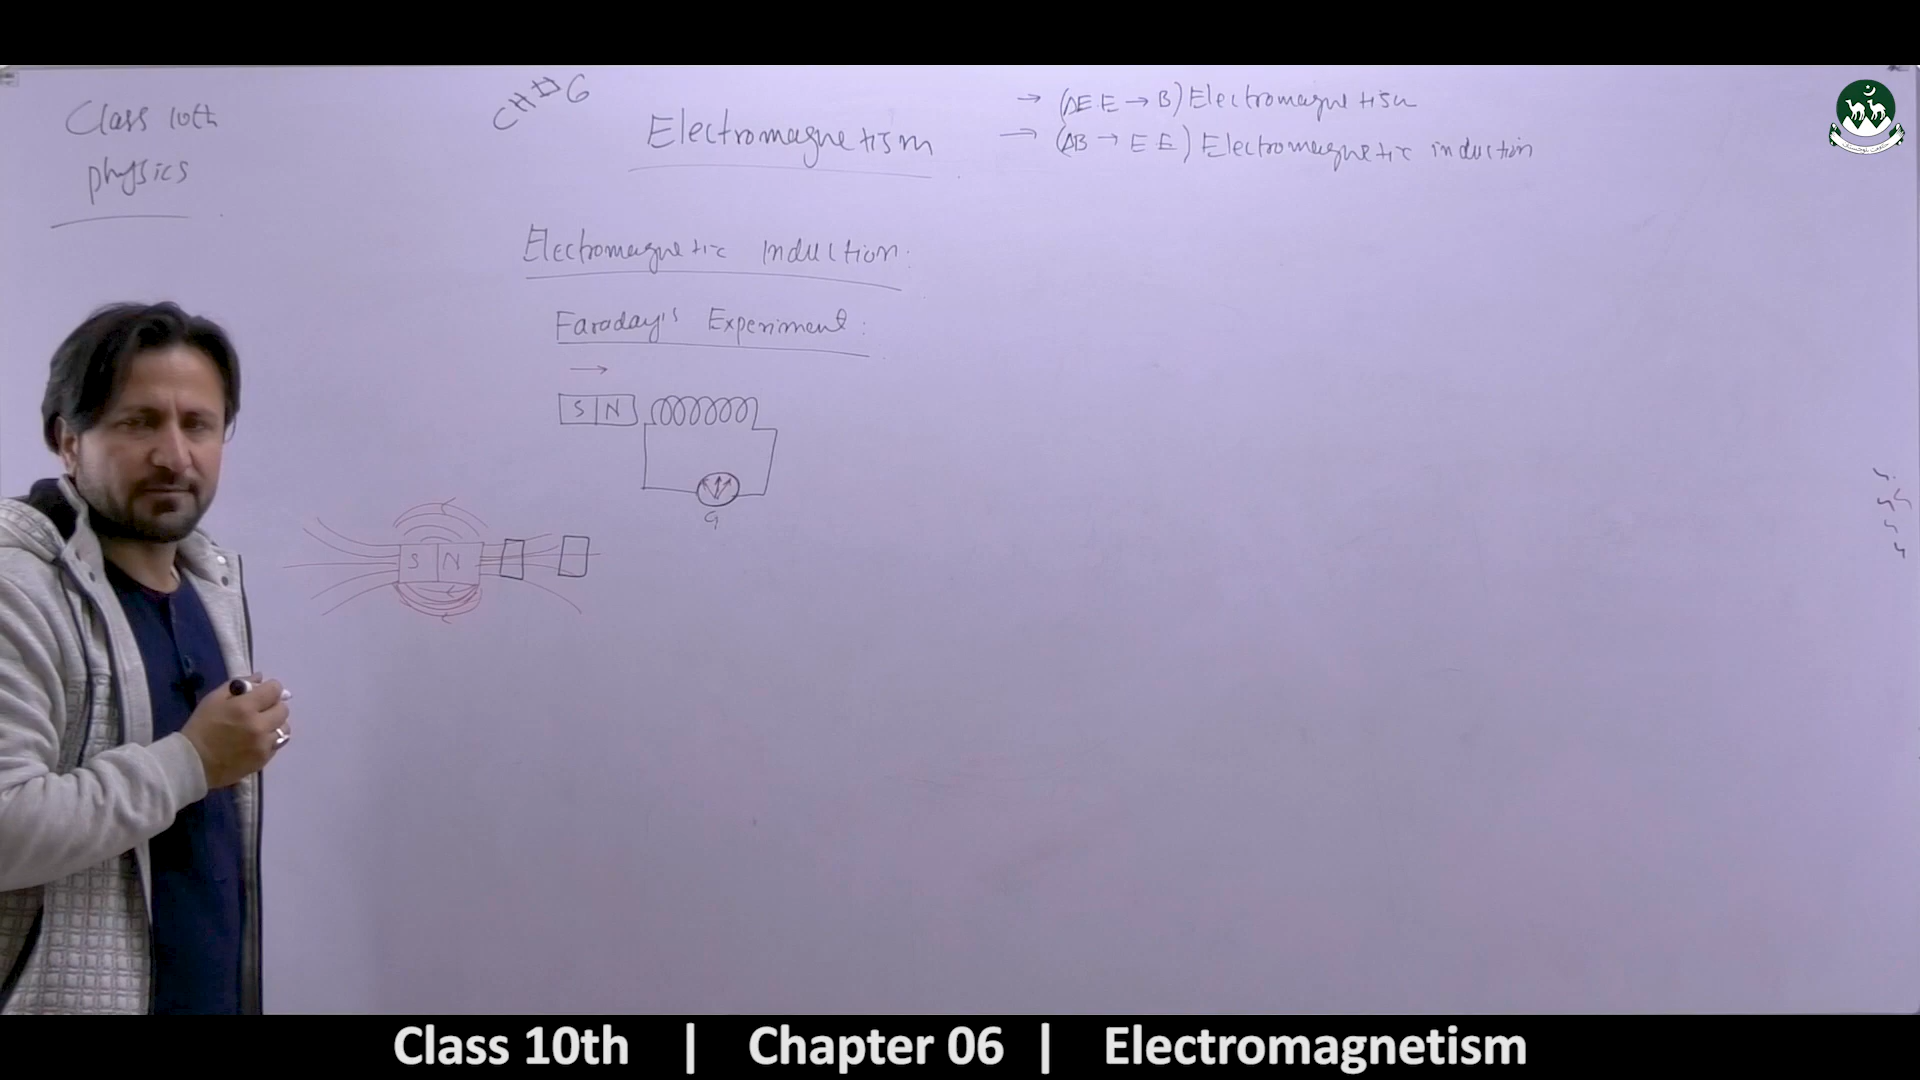 Class 10th
physics
CH # 6
Electromagnetism
→ (ΔE.E → B) Electromagnetism
→ (ΔB → E E) Electromagnetic induction
Electromagnetic Induction:
Faraday's Experiment:
→
S N
G
S N
Class 10th | Chapter 06 | Electromagnetism